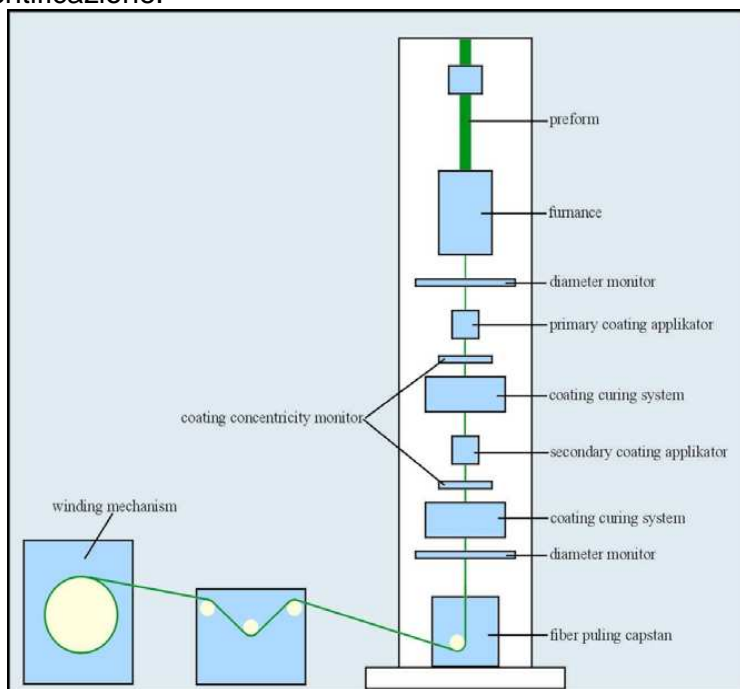 preform
furnance
diameter monitor
primary coating applikator
coating curing system
coating concentricity monitor
secondary coating applikator
winding mechanism
coating curing system
diameter monitor
fiber puling capstan